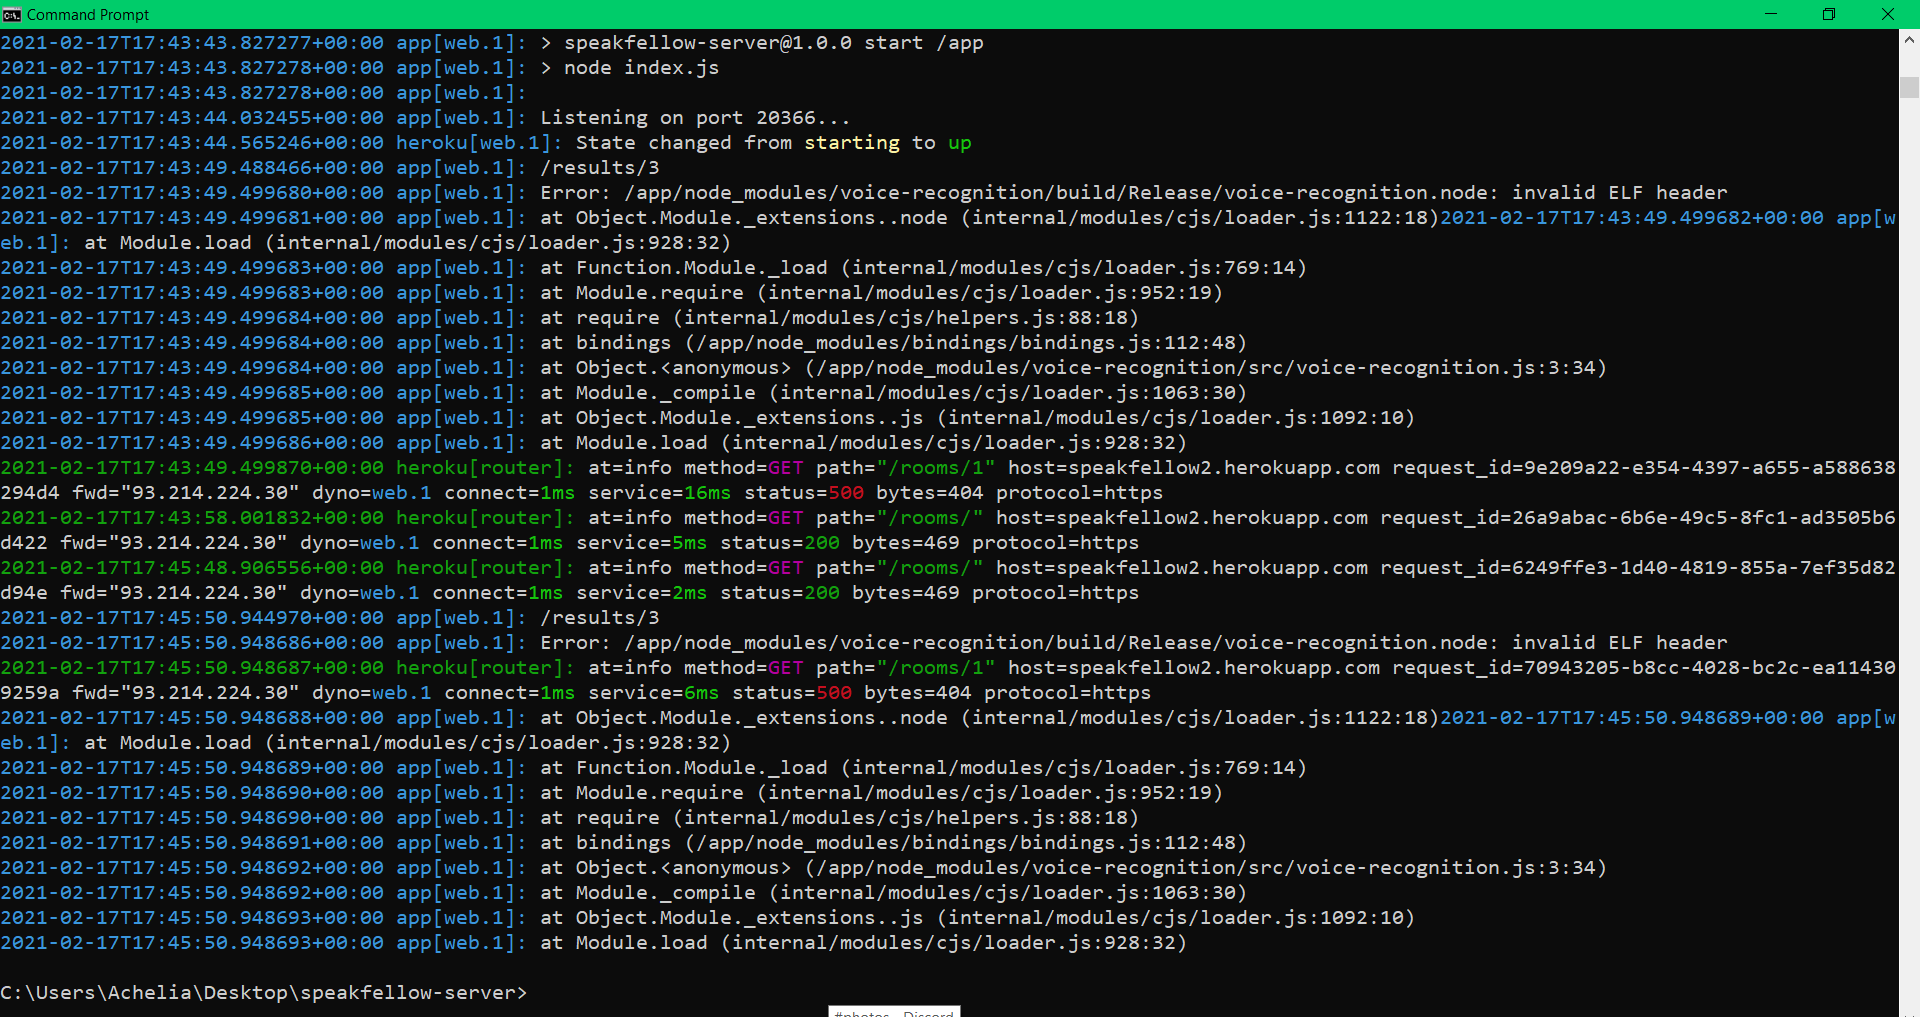 Command Prompt
2021-02-17T17:43:43.827277+00:00 app[web.1]: > speakfellow-server@1.0.0 start /app
2021-02-17T17:43:43.827278+00:00 app[web.1]: > node index.js
2021-02-17T17:43:43.827278+00:00 app[web.1]:
2021-02-17T17:43:44.032455+00:00 app[web.1]: Listening on port 20366...
2021-02-17T17:43:44.565246+00:00 heroku[web.1]: State changed from starting to up
2021-02-17T17:43:49.488466+00:00 app[web.1]: /results/3
2021-02-17T17:43:49.499680+00:00 app[web.1]: Error: /app/node_modules/voice-recognition/build/Release/voice-recognition.node: invalid ELF header
2021-02-17T17:43:49.499681+00:00 app[web.1]: at Object.Module._extensions..node (internal/modules/cjs/loader.js:1122:18)2021-02-17T17:43:49.499682+00:00 app[w
eb.1]: at Module.load (internal/modules/cjs/loader.js:928:32)
2021-02-17T17:43:49.499683+00:00 app[web.1]: at Function.Module._load (internal/modules/cjs/loader.js:769:14)
2021-02-17T17:43:49.499683+00:00 app[web.1]: at Module.require (internal/modules/cjs/loader.js:952:19)
2021-02-17T17:43:49.499684+00:00 app[web.1]: at require (internal/modules/cjs/helpers.js:88:18)
2021-02-17T17:43:49.499684+00:00 app[web.1]: at bindings (/app/node_modules/bindings/bindings.js:112:48)
2021-02-17T17:43:49.499684+00:00 app[web.1]: at Object.<anonymous> (/app/node_modules/voice-recognition/src/voice-recognition.js:3:34)
2021-02-17T17:43:49.499685+00:00 app[web.1]: at Module._compile (internal/modules/cjs/loader.js:1063:30)
2021-02-17T17:43:49.499685+00:00 app[web.1]: at Object.Module._extensions..js (internal/modules/cjs/loader.js:1092:10)
2021-02-17T17:43:49.499686+00:00 app[web.1]: at Module.load (internal/modules/cjs/loader.js:928:32)
2021-02-17T17:43:49.499870+00:00 heroku[router]: at=info method=GET path="/rooms/1" host=speakfellow2.herokuapp.com request_id=9e209a22-e354-4397-a655-a588638
294d4 fwd="93.214.224.30" dyno=web.1 connect=1ms service=16ms status=500 bytes=404 protocol=https
2021-02-17T17:43:58.001832+00:00 heroku[router]: at=info method=GET path="/rooms/" host=speakfellow2.herokuapp.com request_id=26a9abac-6b6e-49c5-8fc1-ad3505b6
d422 fwd="93.214.224.30" dyno=web.1 connect=1ms service=5ms status=200 bytes=469 protocol=https
2021-02-17T17:45:48.906556+00:00 heroku[router]: at=info method=GET path="/rooms/" host=speakfellow2.herokuapp.com request_id=6249ffe3-1d40-4819-855a-7ef35d82
d94e fwd="93.214.224.30" dyno=web.1 connect=1ms service=2ms status=200 bytes=469 protocol=https
2021-02-17T17:45:50.944970+00:00 app[web.1]: /results/3
2021-02-17T17:45:50.948686+00:00 app[web.1]: Error: /app/node_modules/voice-recognition/build/Release/voice-recognition.node: invalid ELF header
2021-02-17T17:45:50.948687+00:00 heroku[router]: at=info method=GET path="/rooms/1" host=speakfellow2.herokuapp.com request_id=70943205-b8cc-4028-bc2c-ea11430
9259a fwd="93.214.224.30" dyno=web.1 connect=1ms service=6ms status=500 bytes=404 protocol=https
2021-02-17T17:45:50.948688+00:00 app[web.1]: at Object.Module._extensions..node (internal/modules/cjs/loader.js:1122:18)2021-02-17T17:45:50.948689+00:00 app[w
eb.1]: at Module.load (internal/modules/cjs/loader.js:928:32)
2021-02-17T17:45:50.948689+00:00 app[web.1]: at Function.Module._load (internal/modules/cjs/loader.js:769:14)
2021-02-17T17:45:50.948690+00:00 app[web.1]: at Module.require (internal/modules/cjs/loader.js:952:19)
2021-02-17T17:45:50.948690+00:00 app[web.1]: at require (internal/modules/cjs/helpers.js:88:18)
2021-02-17T17:45:50.948691+00:00 app[web.1]: at bindings (/app/node_modules/bindings/bindings.js:112:48)
2021-02-17T17:45:50.948692+00:00 app[web.1]: at Object.<anonymous> (/app/node_modules/voice-recognition/src/voice-recognition.js:3:34)
2021-02-17T17:45:50.948692+00:00 app[web.1]: at Module._compile (internal/modules/cjs/loader.js:1063:30)
2021-02-17T17:45:50.948693+00:00 app[web.1]: at Object.Module._extensions..js (internal/modules/cjs/loader.js:1092:10)
2021-02-17T17:45:50.948693+00:00 app[web.1]: at Module.load (internal/modules/cjs/loader.js:928:32)
C:\Users\Achelia\Desktop\speakfellow-server>
#photos - Discord